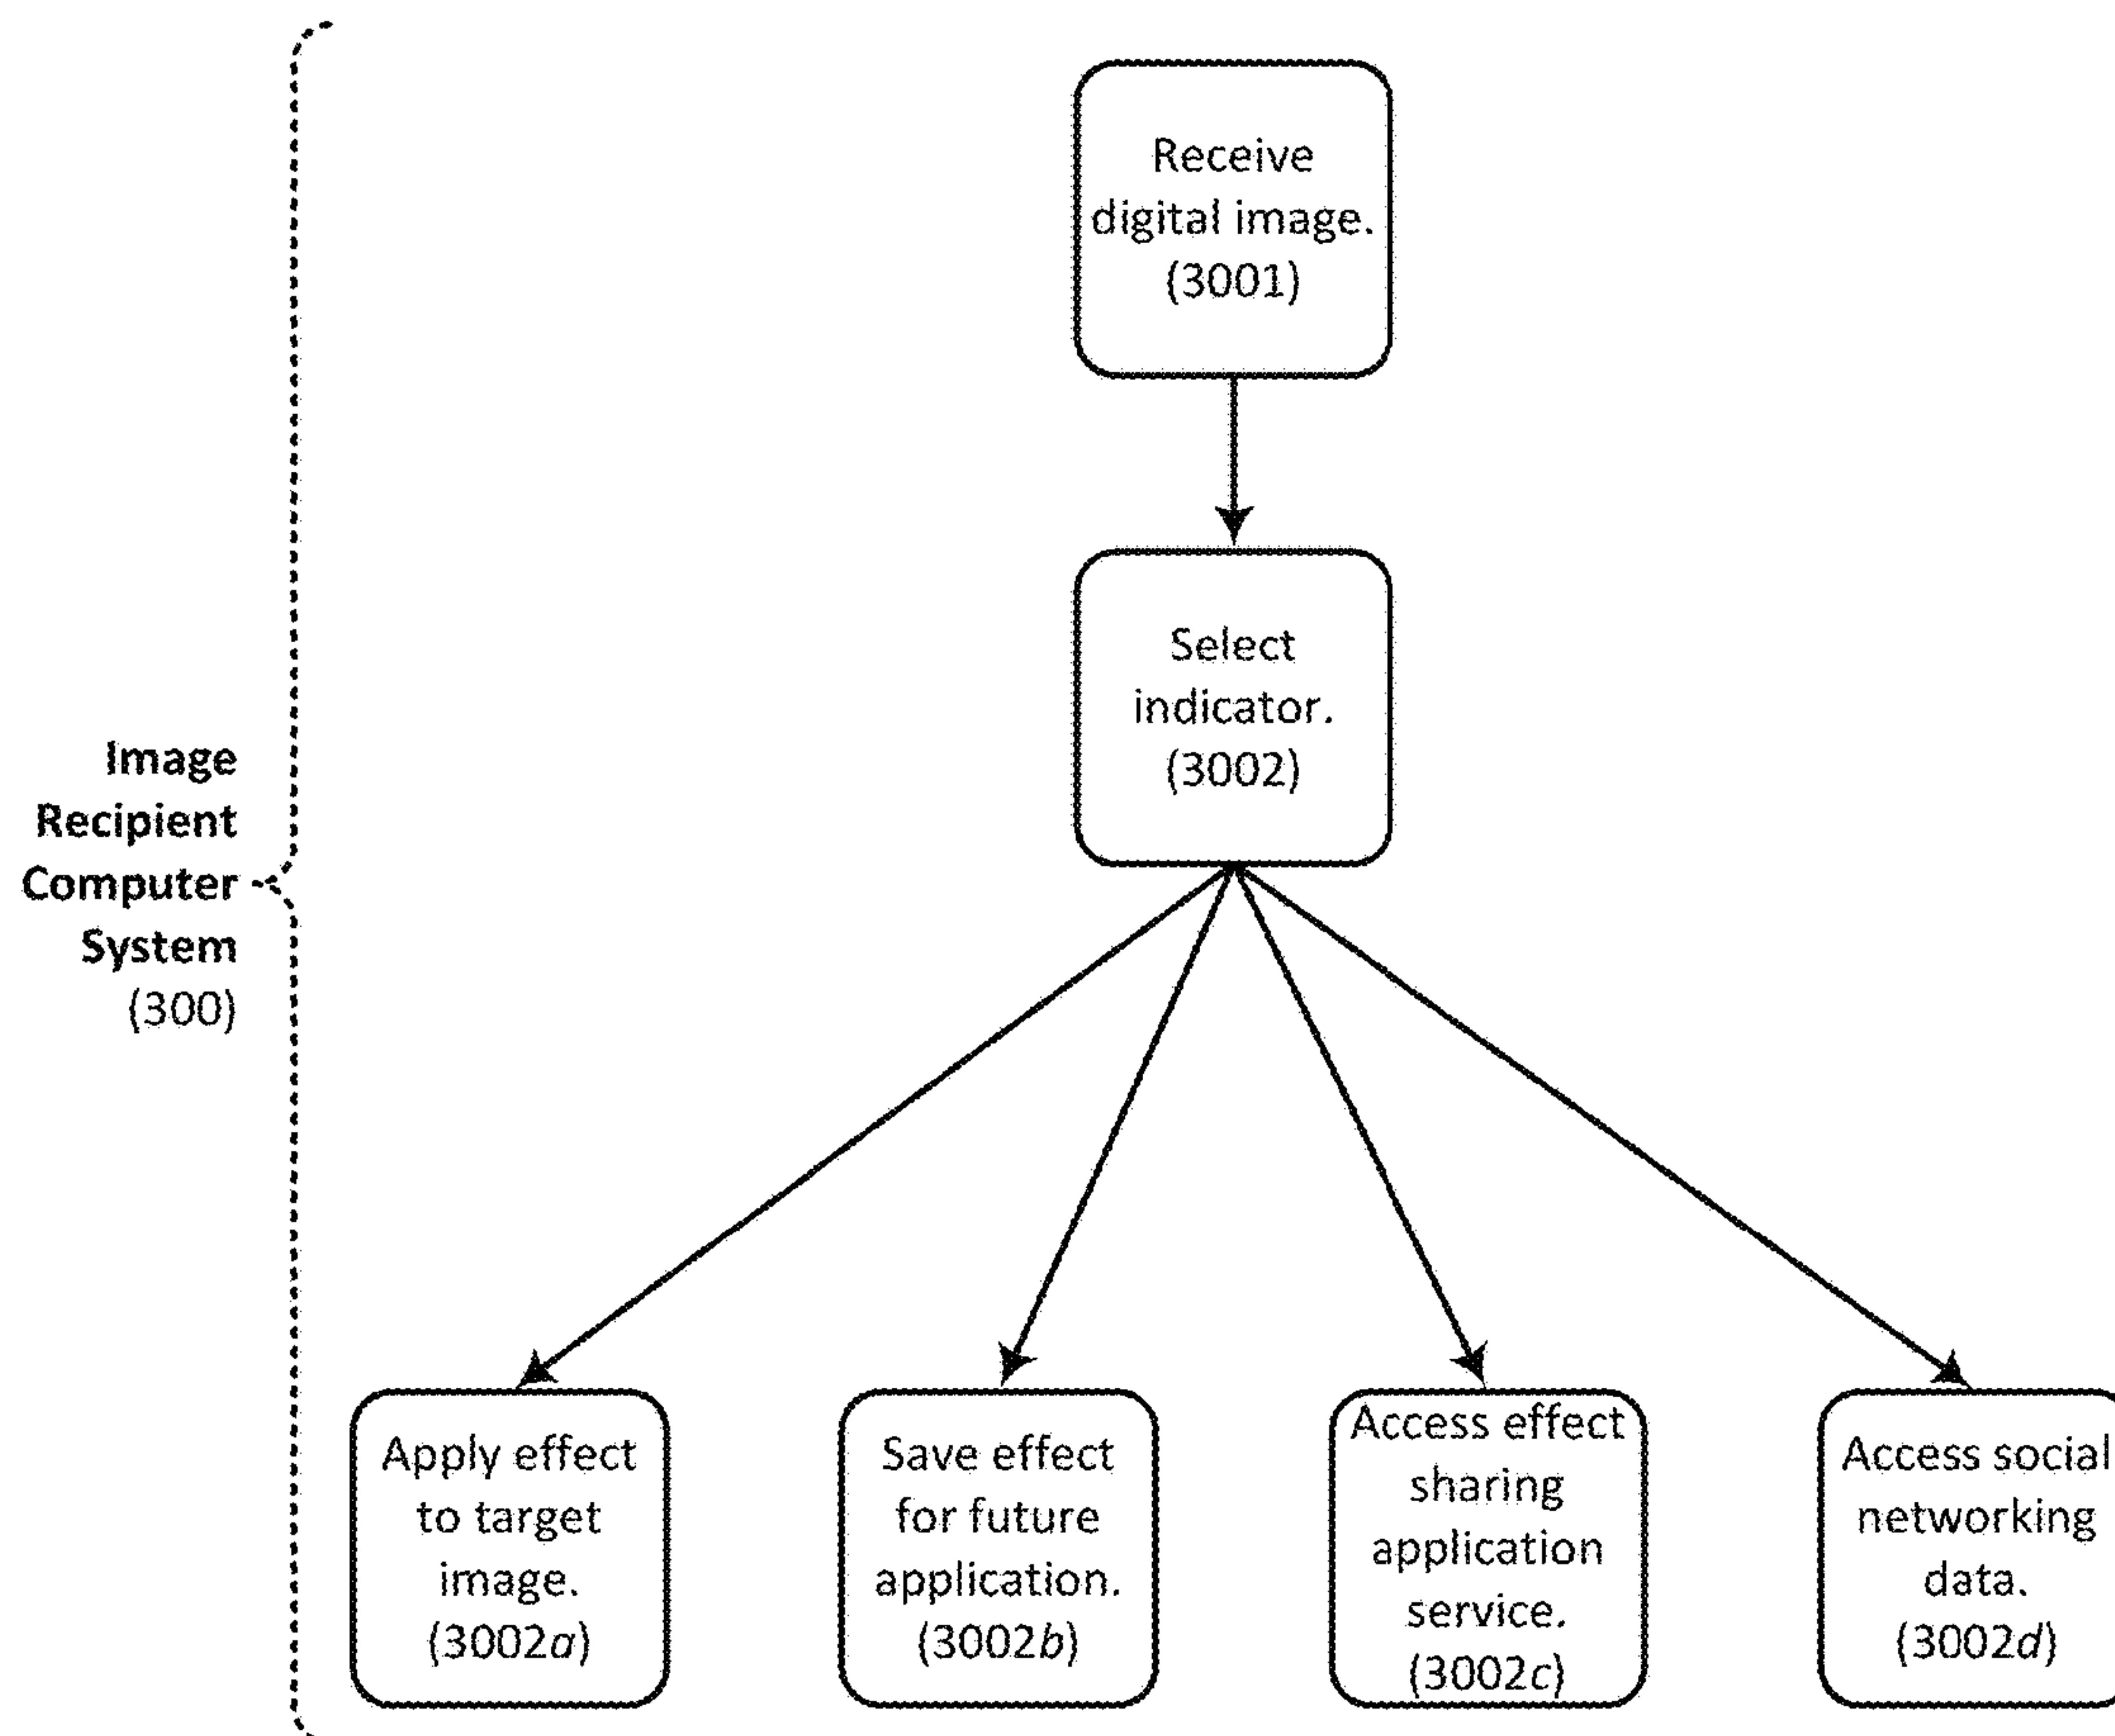 Receive
digital image.
(3001)
Select
indicator.
(3002)
Image
Recipient
Computer
System
(300)
Apply effect
to target
image.
(3002a)
Save effect
for future
application.
(3002b)
Access effect
sharing
application
service.
(3002c)
Access social
networking
data.
(3002d)